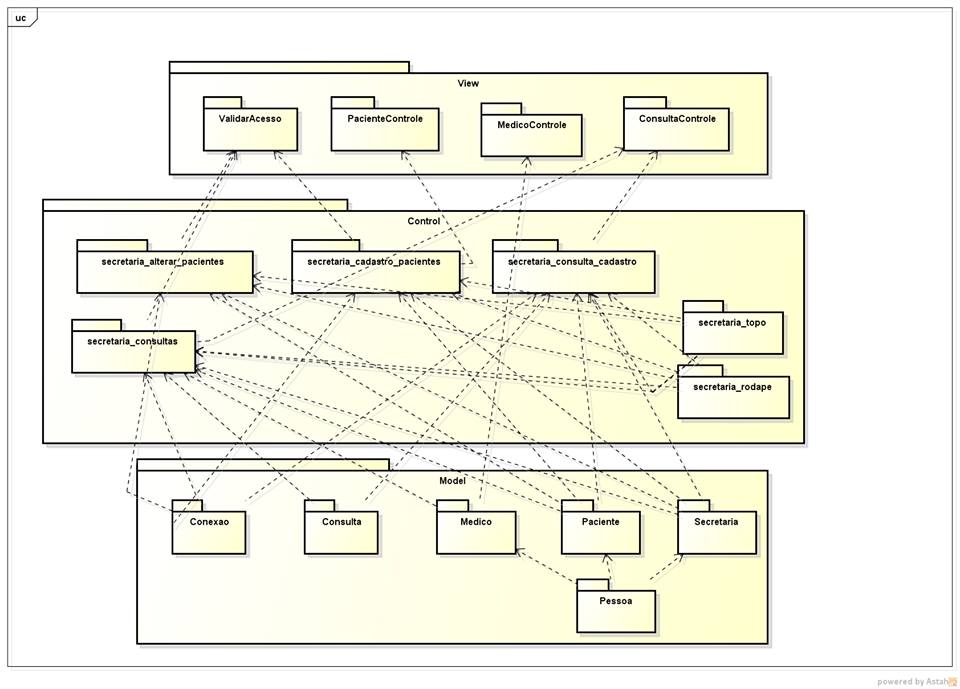 uc
View
ValidarAcesso
PacienteControle
MedicoControle
ConsultaControle
Control
secretaria_alterar_pacientes
secretaria_cadastro_pacientes
secretaria_consulta_cadastro
secretaria_topo
secretaria_consultas
secretaria_rodape
Model
Conexao
Consulta
Medico
Paciente
Secretaria
Pessoa
powered by Astah